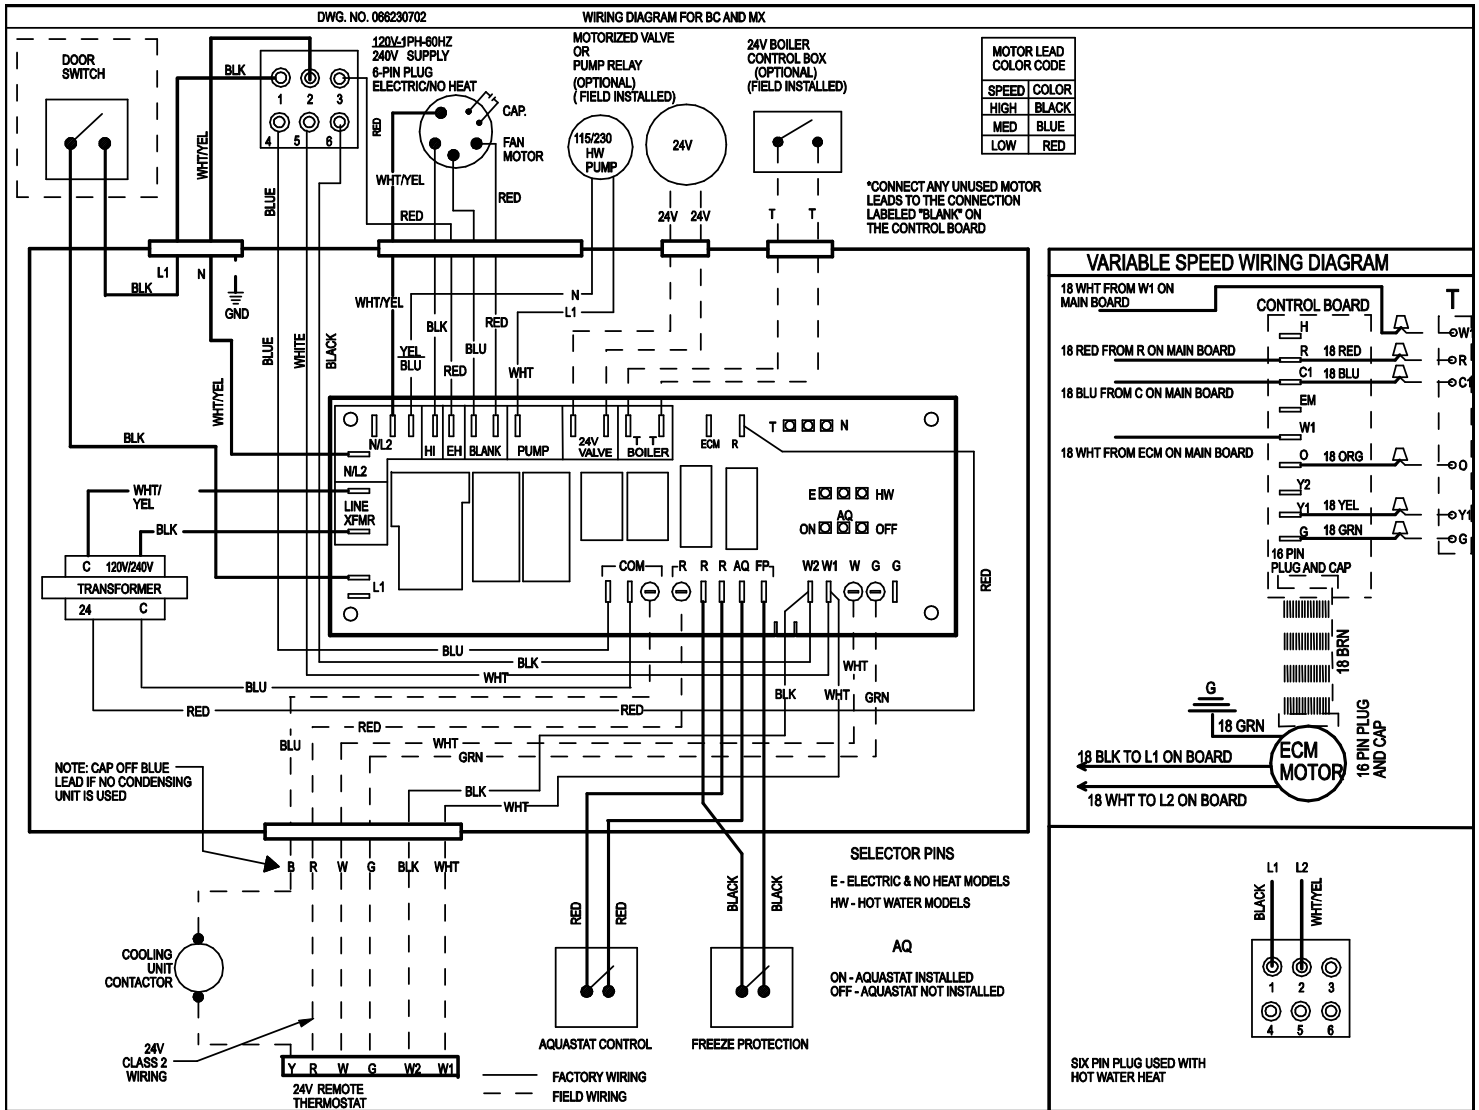 DWG. NO. 066230702
WIRING DIAGRAM FOR BC AND MX
DOOR
SWITCH
BLK
WHT/YEL
1
2
3
4
5
6
120V-1PH-60HZ
240V SUPPLY
6-PIN PLUG
ELECTRIC/NO HEAT
RED
CAP.
FAN
MOTOR
WHT/YEL
RED
RED
BLUE
MOTORIZED VALVE
OR
PUMP RELAY
(OPTIONAL)
( FIELD INSTALLED)
115/230
HW
PUMP
24V
24V
24V
24V BOILER
CONTROL BOX
(OPTIONAL)
(FIELD INSTALLED)
T
T
MOTOR LEAD
COLOR CODE
SPEED COLOR
HIGH BLACK
MED BLUE
LOW RED
*CONNECT ANY UNUSED MOTOR
LEADS TO THE CONNECTION
LABELED "BLANK" ON
THE CONTROL BOARD
L1
N
BLK
GND
BLUE
WHITE
BLACK
WHT/YEL
WHT/YEL
YEL
BLU
BLK
RED
BLU
RED
WHT
N
L1
BLK
N/L2
HI
EH
BLANK
PUMP
24V
VALVE
T T
BOILER
ECM
R
T
N
N/L2
LINE
XFMR
L1
E
HW
AQ
ON
OFF
WHT/
YEL
BLK
C 120V/240V
TRANSFORMER
24
C
COM
R
R
R
AQ
FP
W2
W1
W
G
G
RED
BLU
BLK
WHT
BLU
RED
RED
BLK
WHT
WHT
GRN
RED
BLU
WHT
GRN
BLK
WHT
NOTE: CAP OFF BLUE
LEAD IF NO CONDENSING
UNIT IS USED
B
R
W
G
BLK
WHT
COOLING
UNIT
CONTACTOR
24V
CLASS 2
WIRING
Y
R
W
G
W2
W1
24V REMOTE
THERMOSTAT
RED
RED
AQUASTAT CONTROL
BLACK
BLACK
FREEZE PROTECTION
FACTORY WIRING
FIELD WIRING
SELECTOR PINS
E - ELECTRIC & NO HEAT MODELS
HW - HOT WATER MODELS
AQ
ON - AQUASTAT INSTALLED
OFF - AQUASTAT NOT INSTALLED
VARIABLE SPEED WIRING DIAGRAM
18 WHT FROM W1 ON
MAIN BOARD
CONTROL BOARD
T
H
W
18 RED FROM R ON MAIN BOARD
R
18 RED
R
C1
18 BLU
C1
18 BLU FROM C ON MAIN BOARD
EM
W1
18 WHT FROM ECM ON MAIN BOARD
O
18 ORG
O
Y2
Y1
18 YEL
Y1
G
18 GRN
G
16 PIN
PLUG AND CAP
18 BRN
G
18 GRN
ECM
MOTOR
16 PIN PLUG
AND CAP
18 BLK TO L1 ON BOARD
18 WHT TO L2 ON BOARD
L1
L2
BLACK
WHT/YEL
1
2
3
4
5
6
SIX PIN PLUG USED WITH
HOT WATER HEAT